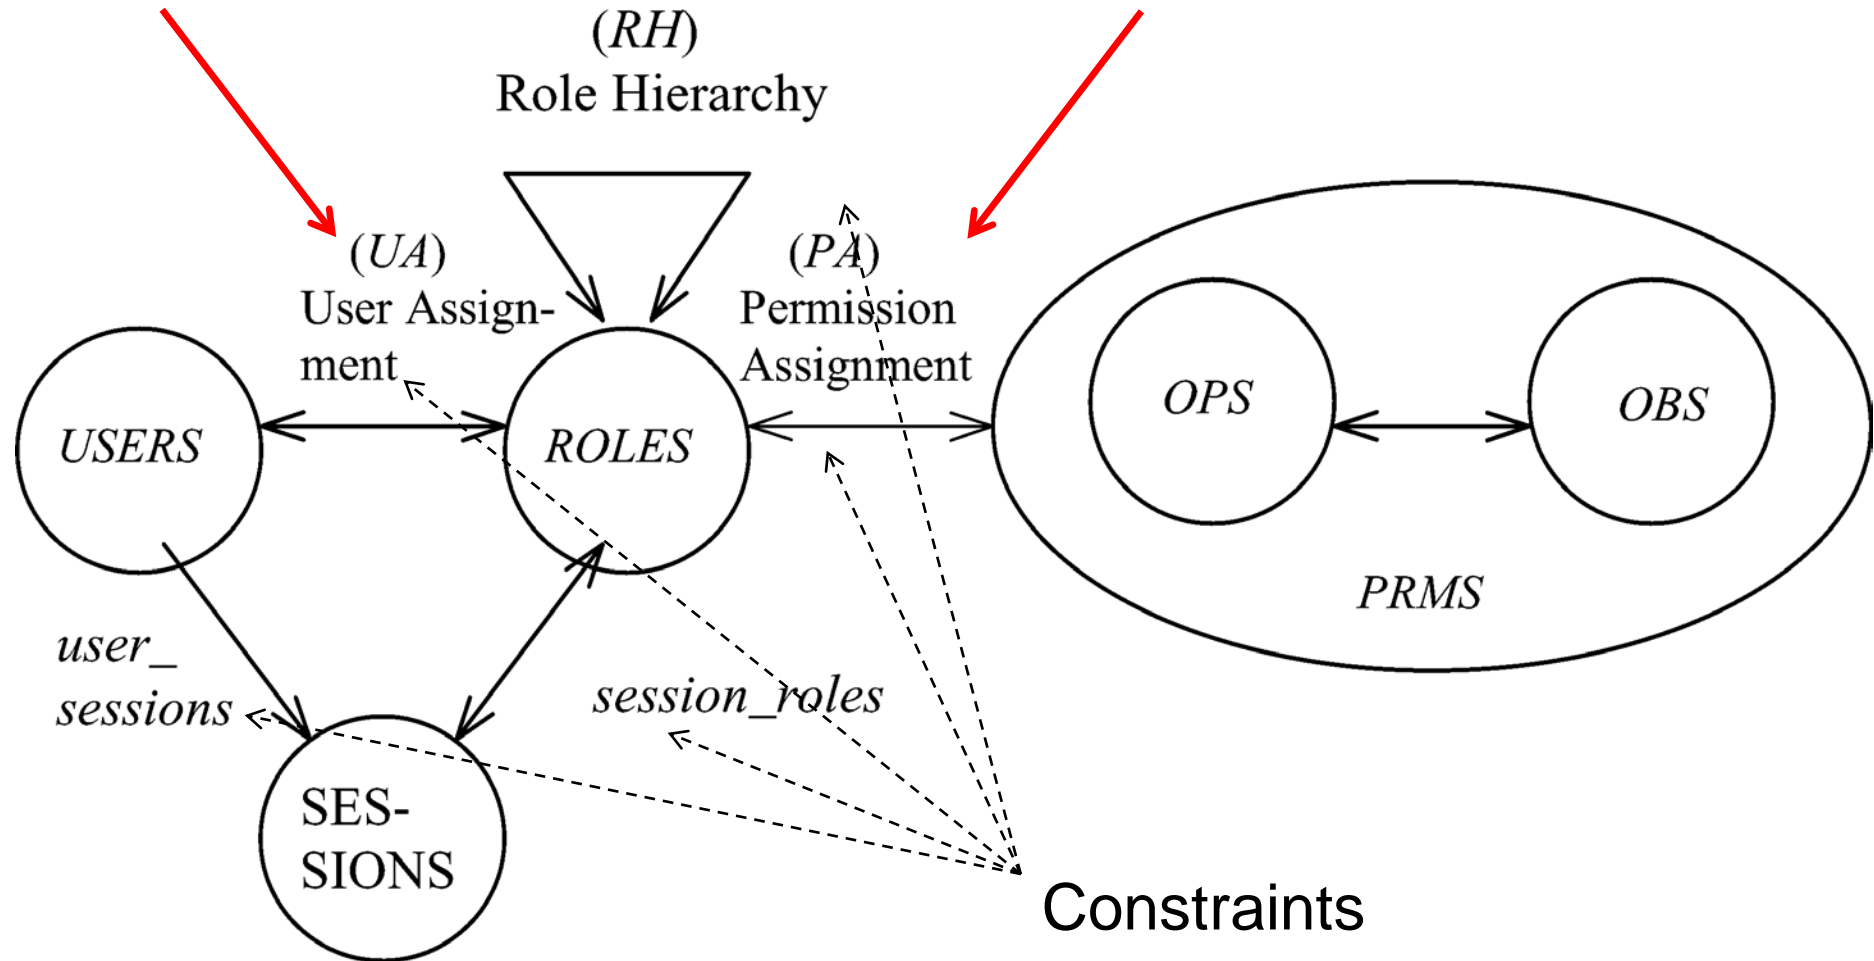 (RH)
Role Hierarchy
(UA)
User Assign-
ment
(PA)
Permission
Assignment
USERS
ROLES
OPS
OBS
PRMS
user_
sessions
session_roles
SES-
SIONS
Constraints